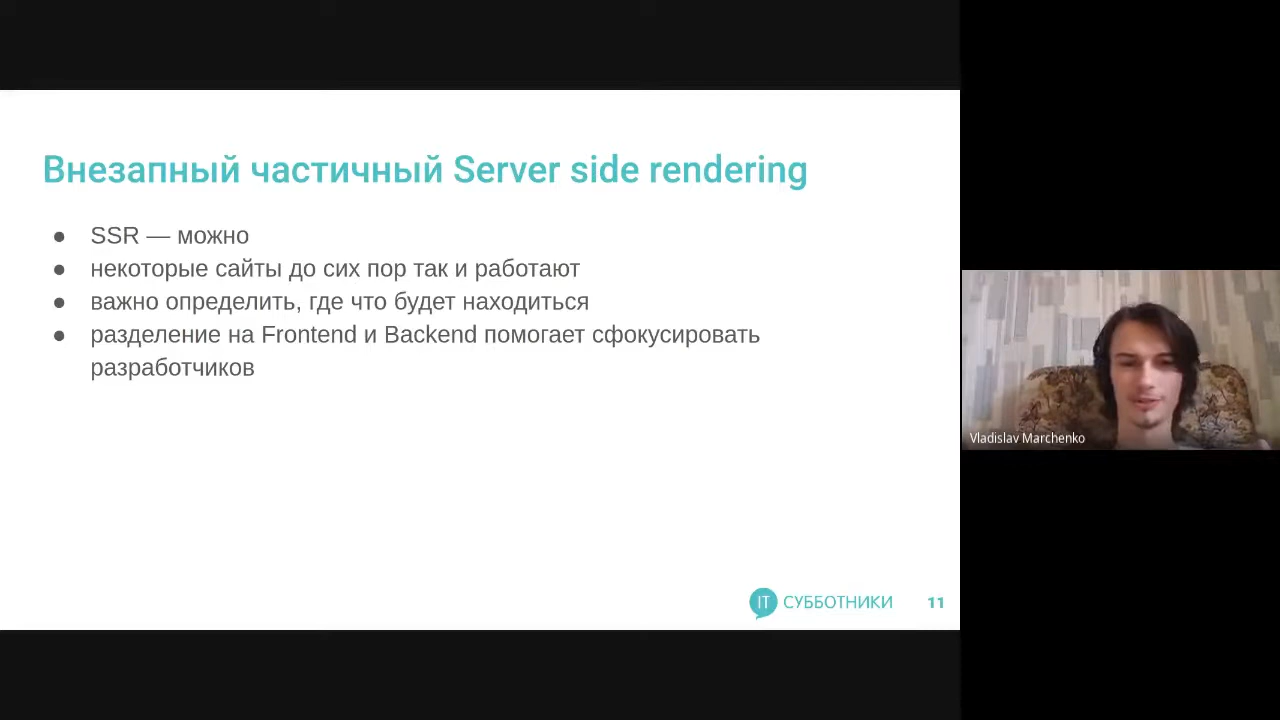 Внезапный частичный Server side rendering
● SSR — можно
● некоторые сайты до сих пор так и работают
● важно определить, где что будет находиться
● разделение на Frontend и Backend помогает сфокусировать
разработчиков
Vladislav Marchenko
IT СУББОТНИКИ 11